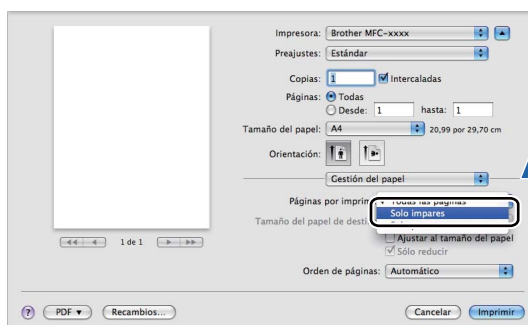 Impresora: Brother MFC-xxxx
Preajustes: Estándar
Copias: 1 Intercaladas
Páginas: Todas
Desde: 1 hasta: 1
Tamaño del papel: A4 20,99 por 29,70 cm
Orientación:
Gestión del papel
Páginas por imprimir: Todas las páginas
Solo impares
Tamaño del papel de
Ajustar al tamaño del papel
Sólo reducir
1 de 1
Orden de páginas: Automático
? PDF Recambios... Cancelar Imprimir